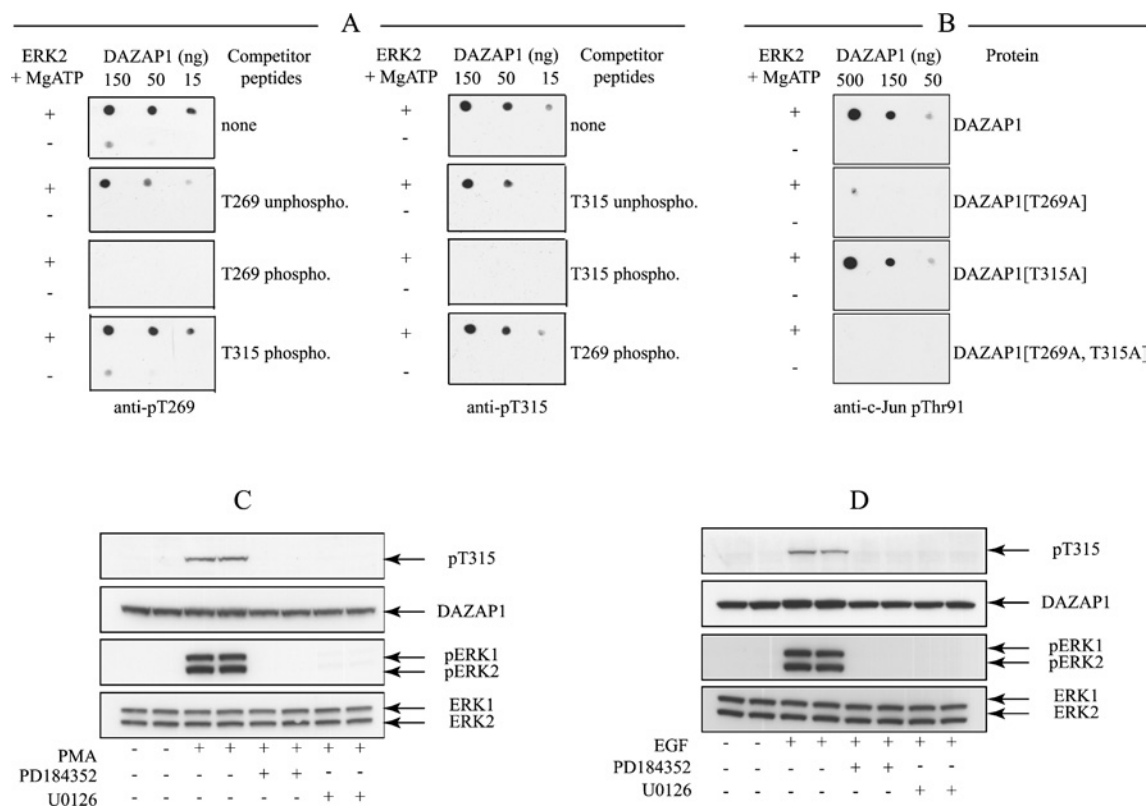 A
B
ERK2
+ MgATP
DAZAP1 (ng)
150 50 15
Competitor
peptides
+
-
none
+
-
T269 unphospho.
+
-
T269 phospho.
+
-
T315 phospho.
anti-pT269
ERK2
+ MgATP
DAZAP1 (ng)
150 50 15
Competitor
peptides
+
-
none
+
-
T315 unphospho.
+
-
T315 phospho.
+
-
T269 phospho.
anti-pT315
ERK2
+ MgATP
DAZAP1 (ng)
500 150 50
Protein
+
-
DAZAP1
+
-
DAZAP1[T269A]
+
-
DAZAP1[T315A]
+
-
DAZAP1[T269A, T315A]
anti-c-Jun pThr91
C
pT315
DAZAP1
pERK1
pERK2
ERK1
ERK2
PMA - - + + + + + +
PD184352 - - - - + + - -
U0126 - - - - - - + +
D
pT315
DAZAP1
pERK1
pERK2
ERK1
ERK2
EGF - - + + + + + +
PD184352 - - - - + + - -
U0126 - - - - - - + +